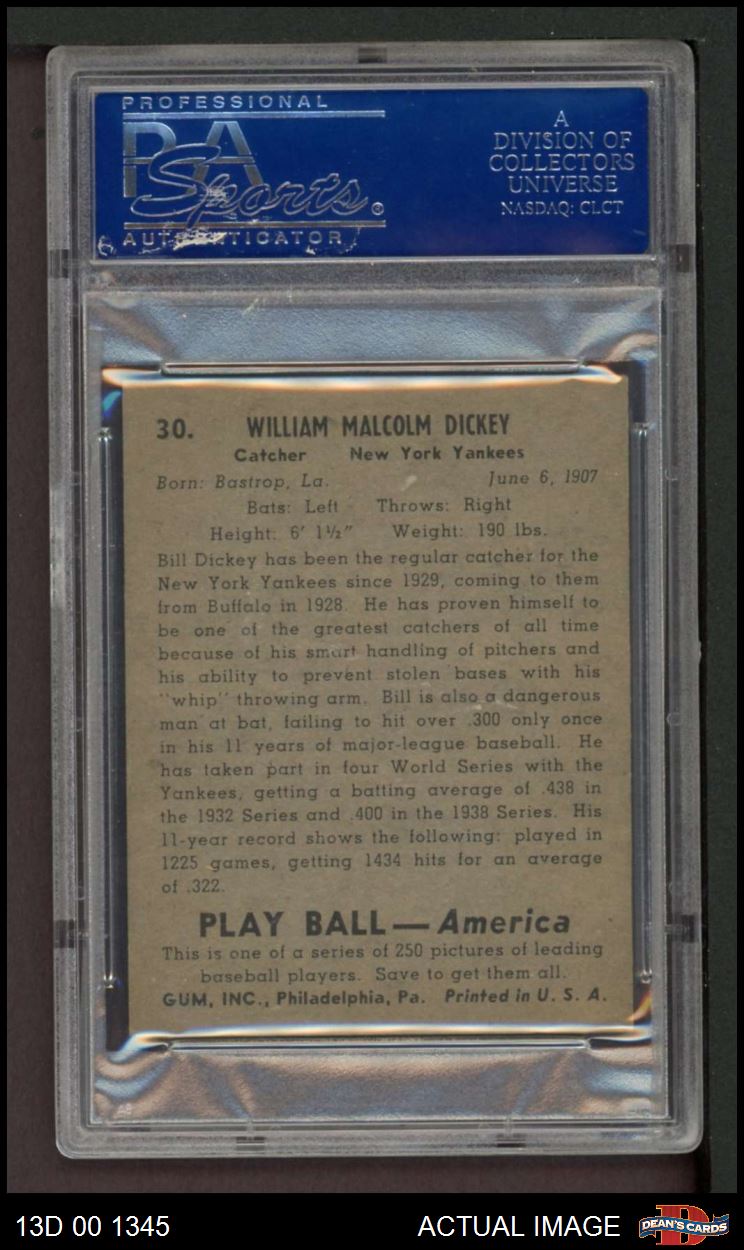 PROFESSIONAL
PSA
Sports®
AUTHENTICATOR
A
DIVISION OF
COLLECTORS
UNIVERSE
NASDAQ: CLCT
30. WILLIAM MALCOLM DICKEY
Catcher New York Yankees
Born: Bastrop, La. June 6, 1907
Bats: Left Throws: Right
Height: 6' 1½" Weight: 190 lbs.
Bill Dickey has been the regular catcher for the
New York Yankees since 1929, coming to them
from Buffalo in 1928. He has proven himself to
be one of the greatest catchers of all time
because of his smart handling of pitchers and
his ability to prevent stolen bases with his
"whip" throwing arm. Bill is also a dangerous
man at bat, failing to hit over .300 only once
in his 11 years of major-league baseball. He
has taken part in four World Series with the
Yankees, getting a batting average of .438 in
the 1932 Series and .400 in the 1938 Series. His
11-year record shows the following: played in
1225 games, getting 1434 hits for an average
of .322.
PLAY BALL — America
This is one of a series of 250 pictures of leading
baseball players. Save to get them all.
GUM, INC., Philadelphia, Pa. Printed in U. S. A.
13D 00 1345
ACTUAL IMAGE
D
DEAN'S CARDS